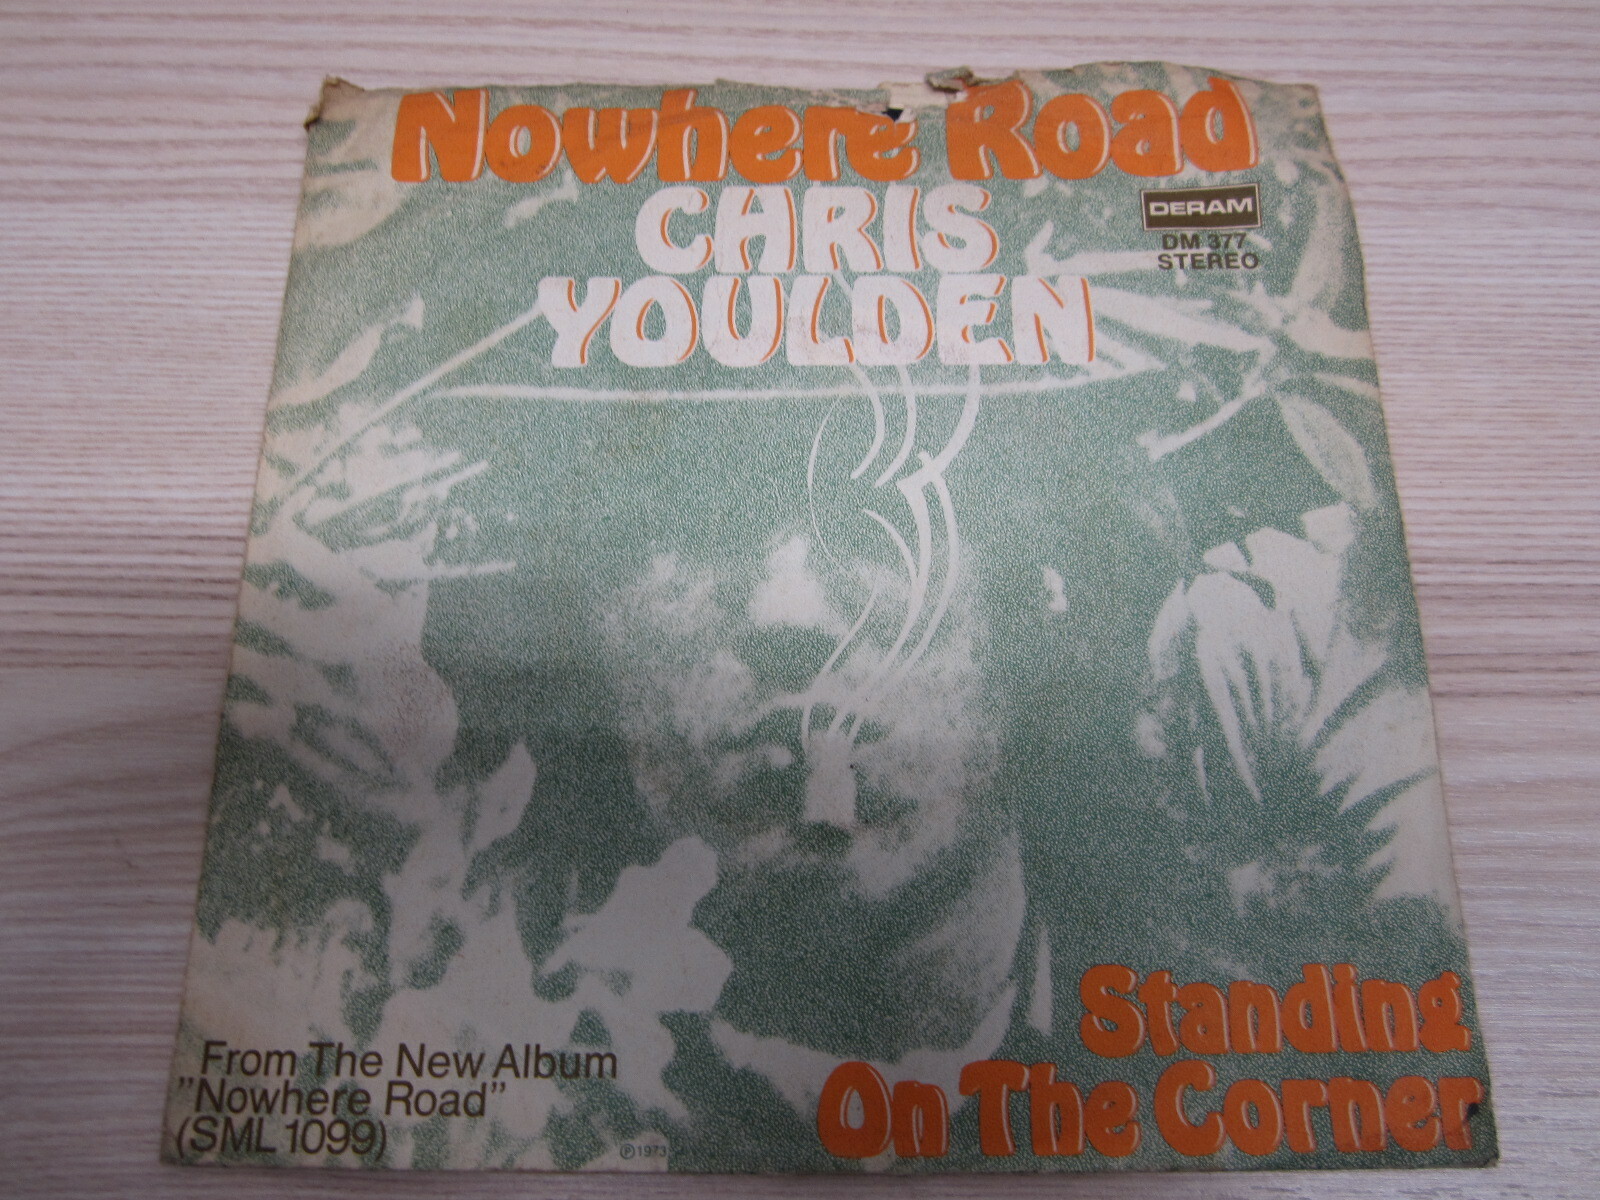 Nowhere Road
CHRIS
YOULDEN
DERAM
DM 377
STEREO
Standing
On The Corner
From The New Album
"Nowhere Road"
(SML 1099)
℗ 1973